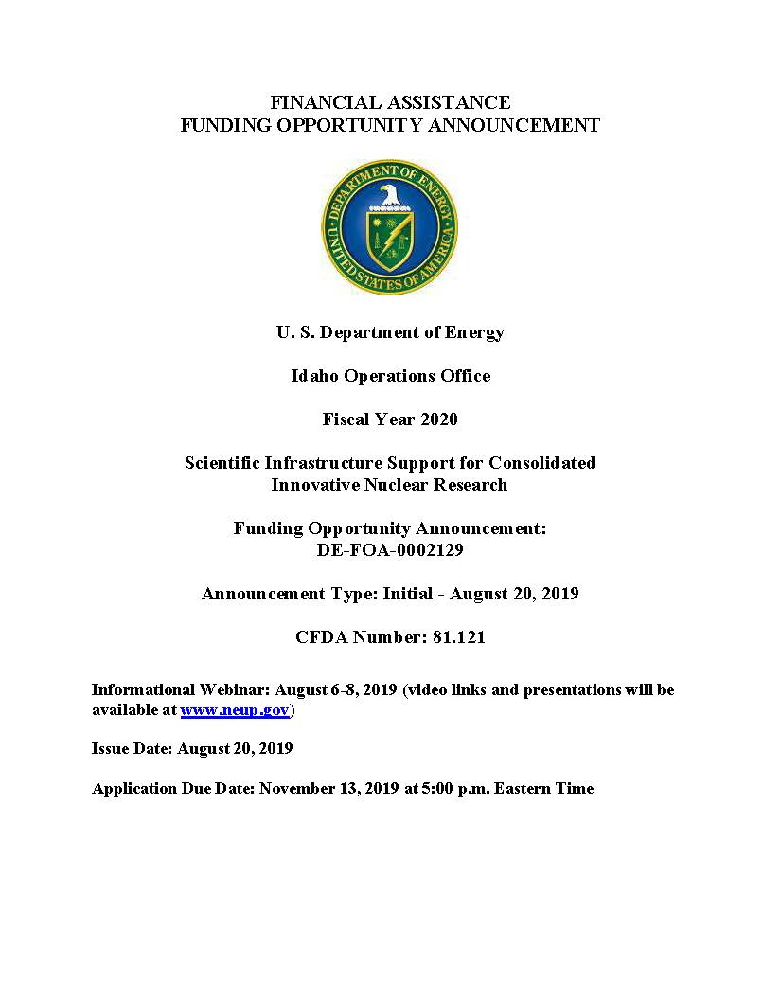 FINANCIAL ASSISTANCE
FUNDING OPPORTUNITY ANNOUNCEMENT
DEPARTMENT OF ENERGY
UNITED STATES OF AMERICA
U. S. Department of Energy
Idaho Operations Office
Fiscal Year 2020
Scientific Infrastructure Support for Consolidated
Innovative Nuclear Research
Funding Opportunity Announcement:
DE-FOA-0002129
Announcement Type: Initial - August 20, 2019
CFDA Number: 81.121
Informational Webinar: August 6-8, 2019 (video links and presentations will be
available at www.neup.gov)
Issue Date: August 20, 2019
Application Due Date: November 13, 2019 at 5:00 p.m. Eastern Time